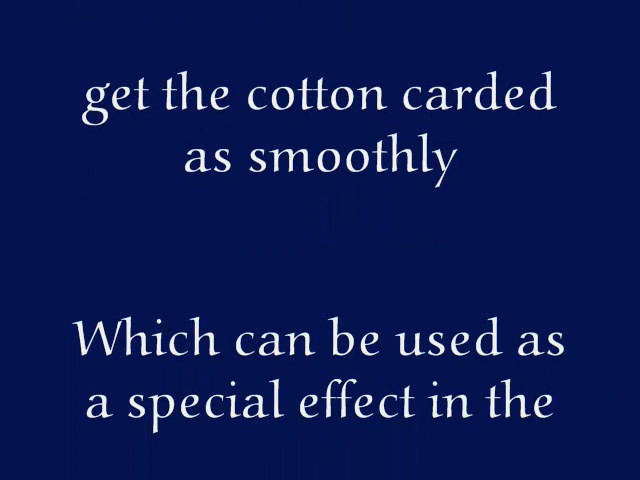 get the cotton carded
as smoothly
Which can be used as
a special effect in the